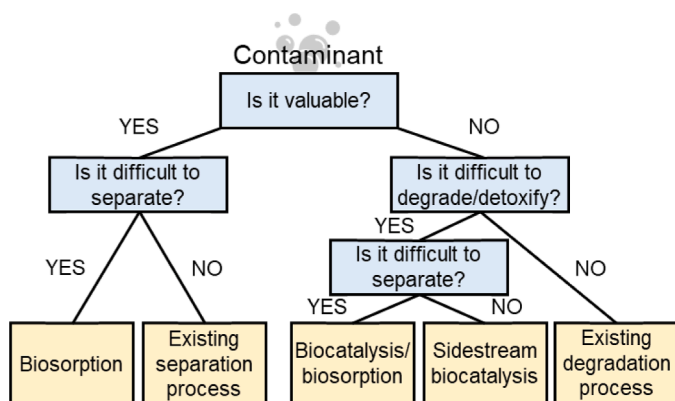 Contaminant
Is it valuable?
YES
NO
Is it difficult to
separate?
Is it difficult to
degrade/detoxify?
YES
Is it difficult to
separate?
YES
NO
NO
YES
NO
Biosorption
Existing
separation
process
Biocatalysis/
biosorption
Sidestream
biocatalysis
Existing
degradation
process